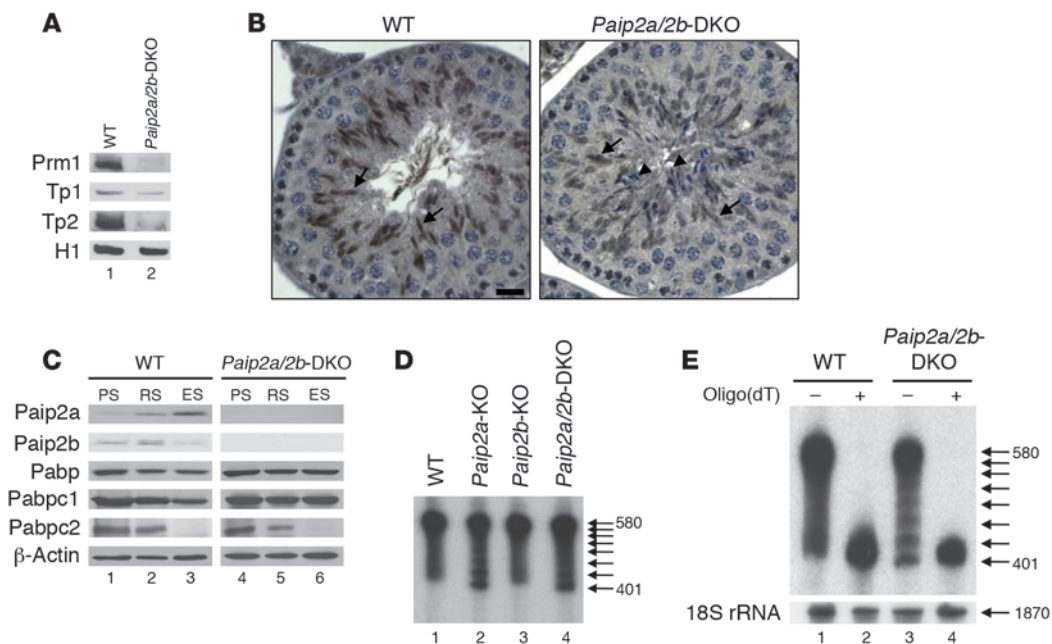 A
WT
Paip2a/2b-DKO
Prm1
Tp1
Tp2
H1
1 2
B
WT Paip2a/2b-DKO
C
WT Paip2a/2b-DKO
PS RS ES PS RS ES
Paip2a
Paip2b
Pabp
Pabpc1
Pabpc2
β-Actin
1 2 3 4 5 6
D
WT
Paip2a-KO
Paip2b-KO
Paip2a/2b-DKO
580
401
1 2 3 4
E
WT Paip2a/2b-
DKO
Oligo(dT) – + – +
580
401
18S rRNA 1870
1 2 3 4